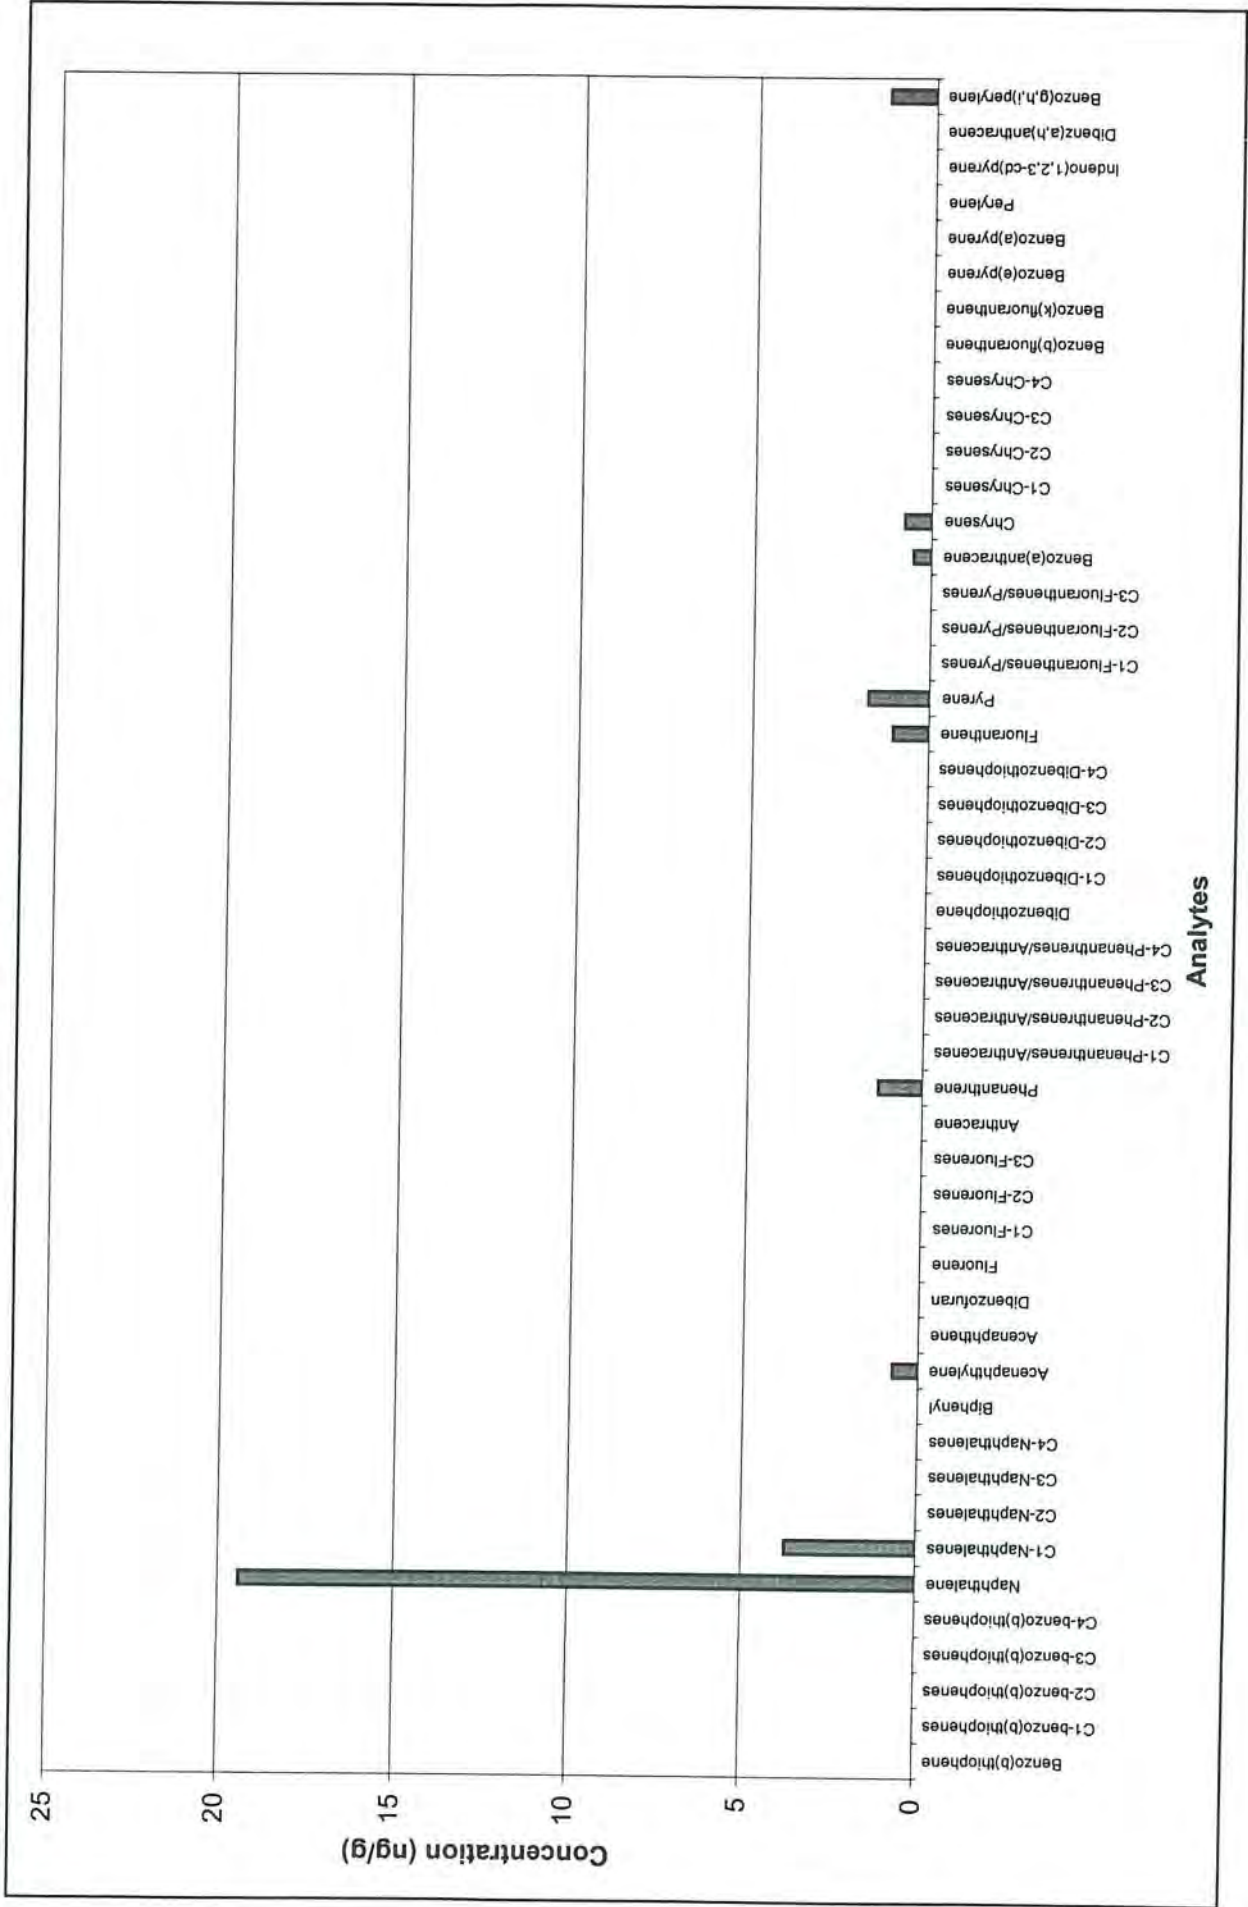 Concentration (ng/g)
25
20
15
10
5
0
Benzo(b)thiophene
C1-benzo(b)thiophenes
C2-benzo(b)thiophenes
C3-benzo(b)thiophenes
C4-benzo(b)thiophenes
Naphthalene
C1-Naphthalenes
C2-Naphthalenes
C3-Naphthalenes
C4-Naphthalenes
Biphenyl
Acenaphthylene
Acenaphthene
Dibenzofuran
Fluorene
C1-Fluorenes
C2-Fluorenes
C3-Fluorenes
Anthracene
Phenanthrene
C1-Phenanthrenes/Anthracenes
C2-Phenanthrenes/Anthracenes
C3-Phenanthrenes/Anthracenes
C4-Phenanthrenes/Anthracenes
Dibenzothiophene
C1-Dibenzothiophenes
C2-Dibenzothiophenes
C3-Dibenzothiophenes
C4-Dibenzothiophenes
Fluoranthene
Pyrene
C1-Fluoranthenes/Pyrenes
C2-Fluoranthenes/Pyrenes
C3-Fluoranthenes/Pyrenes
Benzo(a)anthracene
Chrysene
C1-Chrysenes
C2-Chrysenes
C3-Chrysenes
C4-Chrysenes
Benzo(b)fluoranthene
Benzo(k)fluoranthene
Benzo(e)pyrene
Benzo(a)pyrene
Perylene
Indeno(1,2,3-cd)pyrene
Dibenz(a,h)anthracene
Benzo(g,h,i)perylene
Analytes